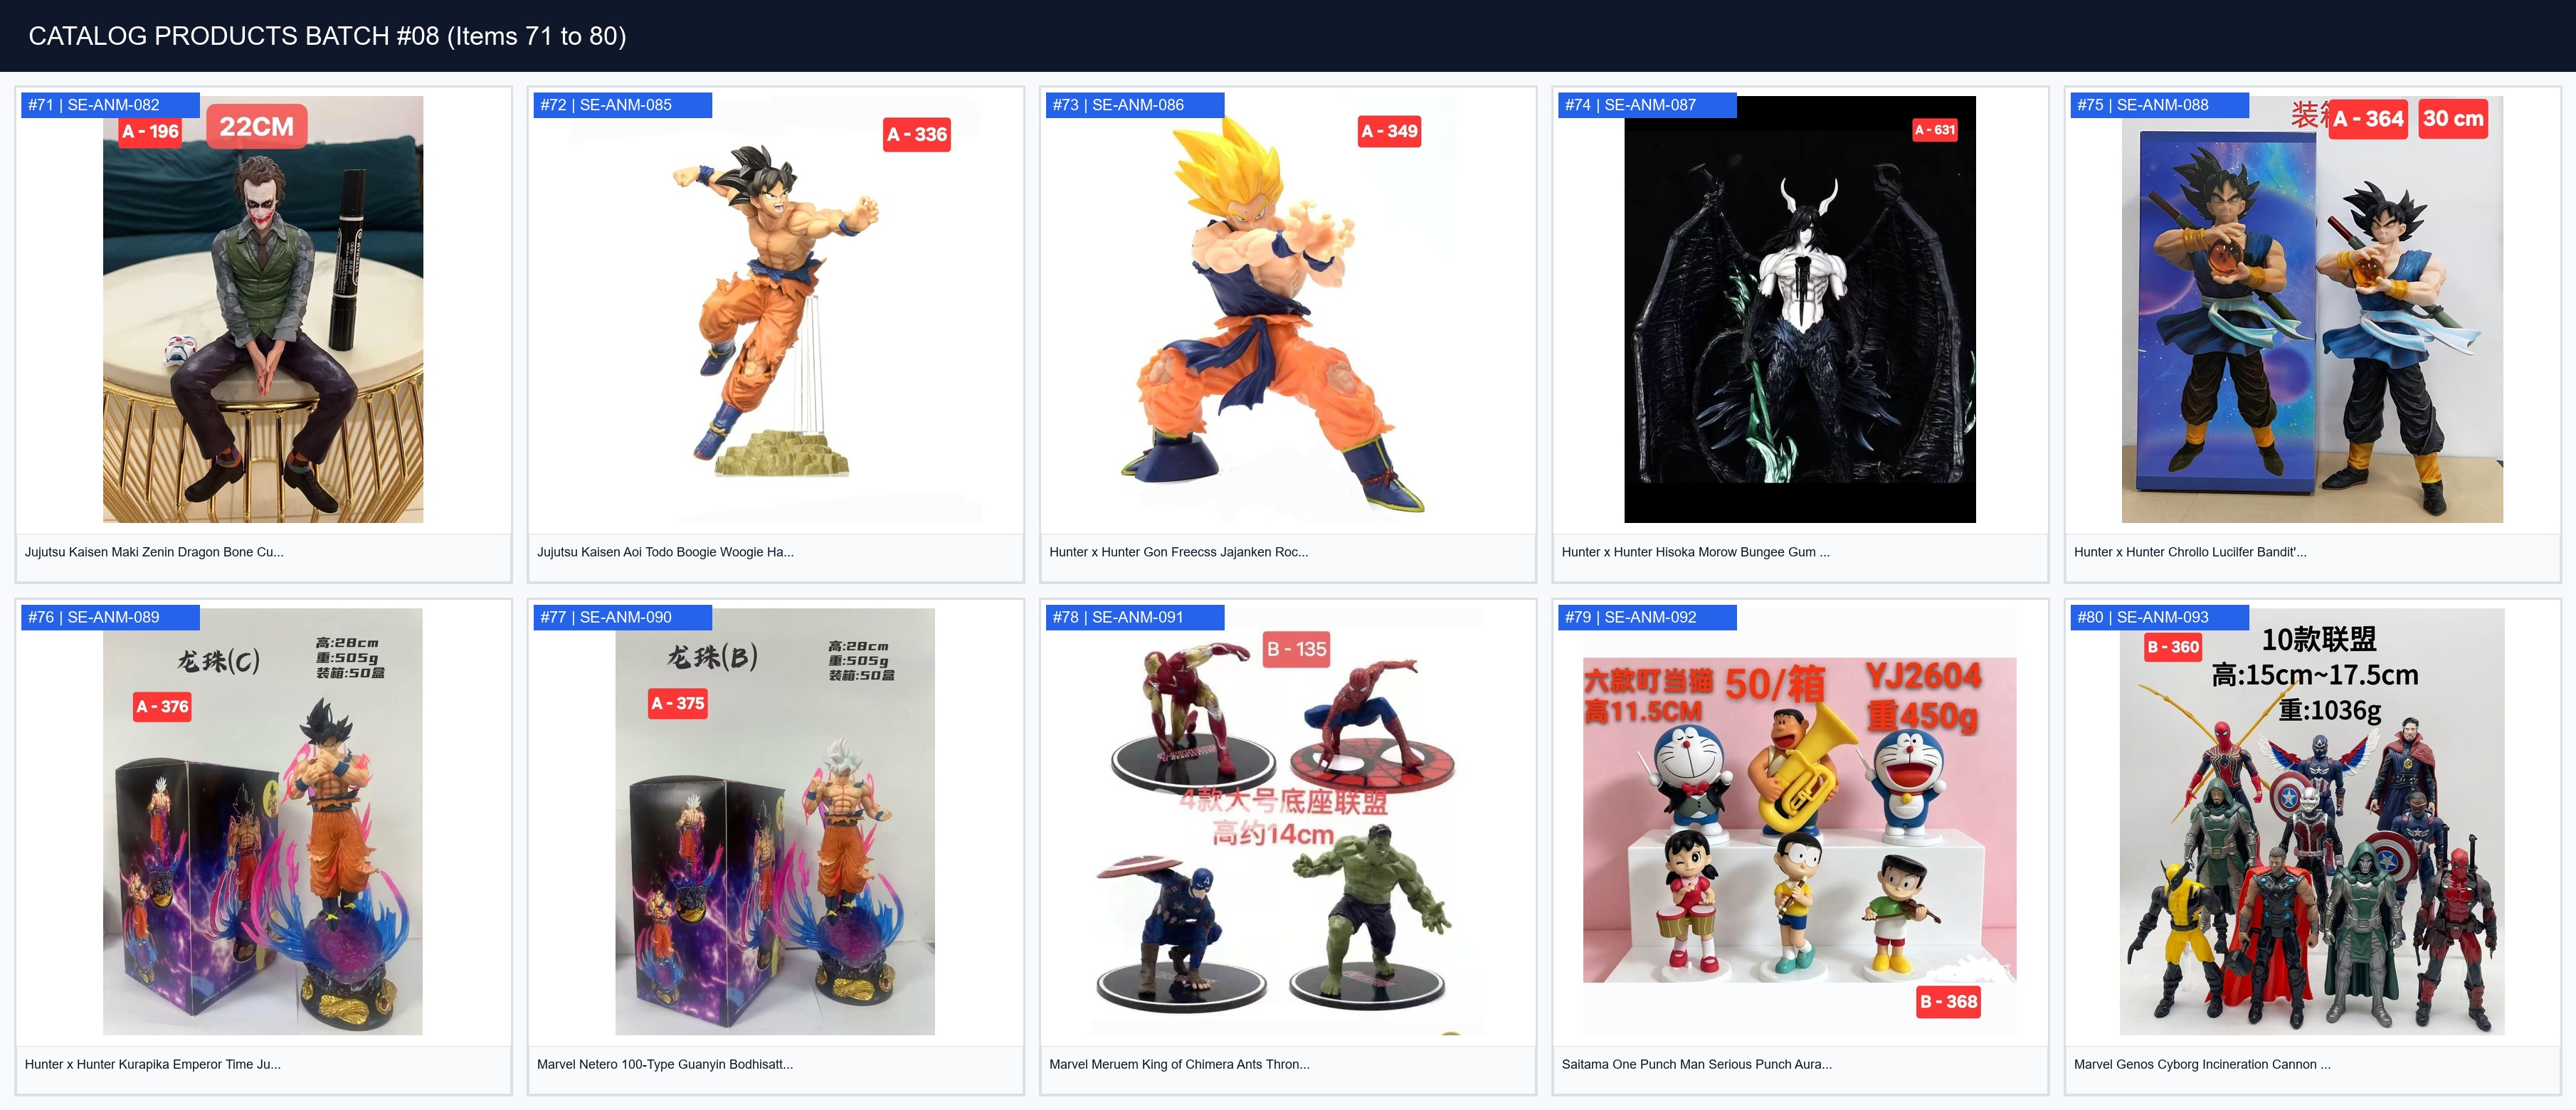 CATALOG PRODUCTS BATCH #08 (Items 71 to 80)
#71 | SE-ANM-082
A - 196
22CM
Jujutsu Kaisen Maki Zenin Dragon Bone Cu...
#72 | SE-ANM-085
A - 336
Jujutsu Kaisen Aoi Todo Boogie Woogie Ha...
#73 | SE-ANM-086
A - 349
Hunter x Hunter Gon Freecss Jajanken Roc...
#74 | SE-ANM-087
A - 631
Hunter x Hunter Hisoka Morow Bungee Gum ...
#75 | SE-ANM-088
装
A - 364
30 cm
Hunter x Hunter Chrollo Lucilfer Bandit'...
#76 | SE-ANM-089
龙珠(C)
高:28cm
重:505g
装箱:50盒
A - 376
Hunter x Hunter Kurapika Emperor Time Ju...
#77 | SE-ANM-090
龙珠(B)
高:28cm
重:505g
装箱:50盒
A - 375
Marvel Netero 100-Type Guanyin Bodhisatt...
#78 | SE-ANM-091
B - 135
4款大号底座联盟
高约14cm
Marvel Meruem King of Chimera Ants Thron...
#79 | SE-ANM-092
六款叮当猫 50/箱 YJ2604
高11.5CM 重450g
B - 368
Saitama One Punch Man Serious Punch Aura...
#80 | SE-ANM-093
B - 360
10款联盟
高:15cm~17.5cm
重:1036g
Marvel Genos Cyborg Incineration Cannon ...